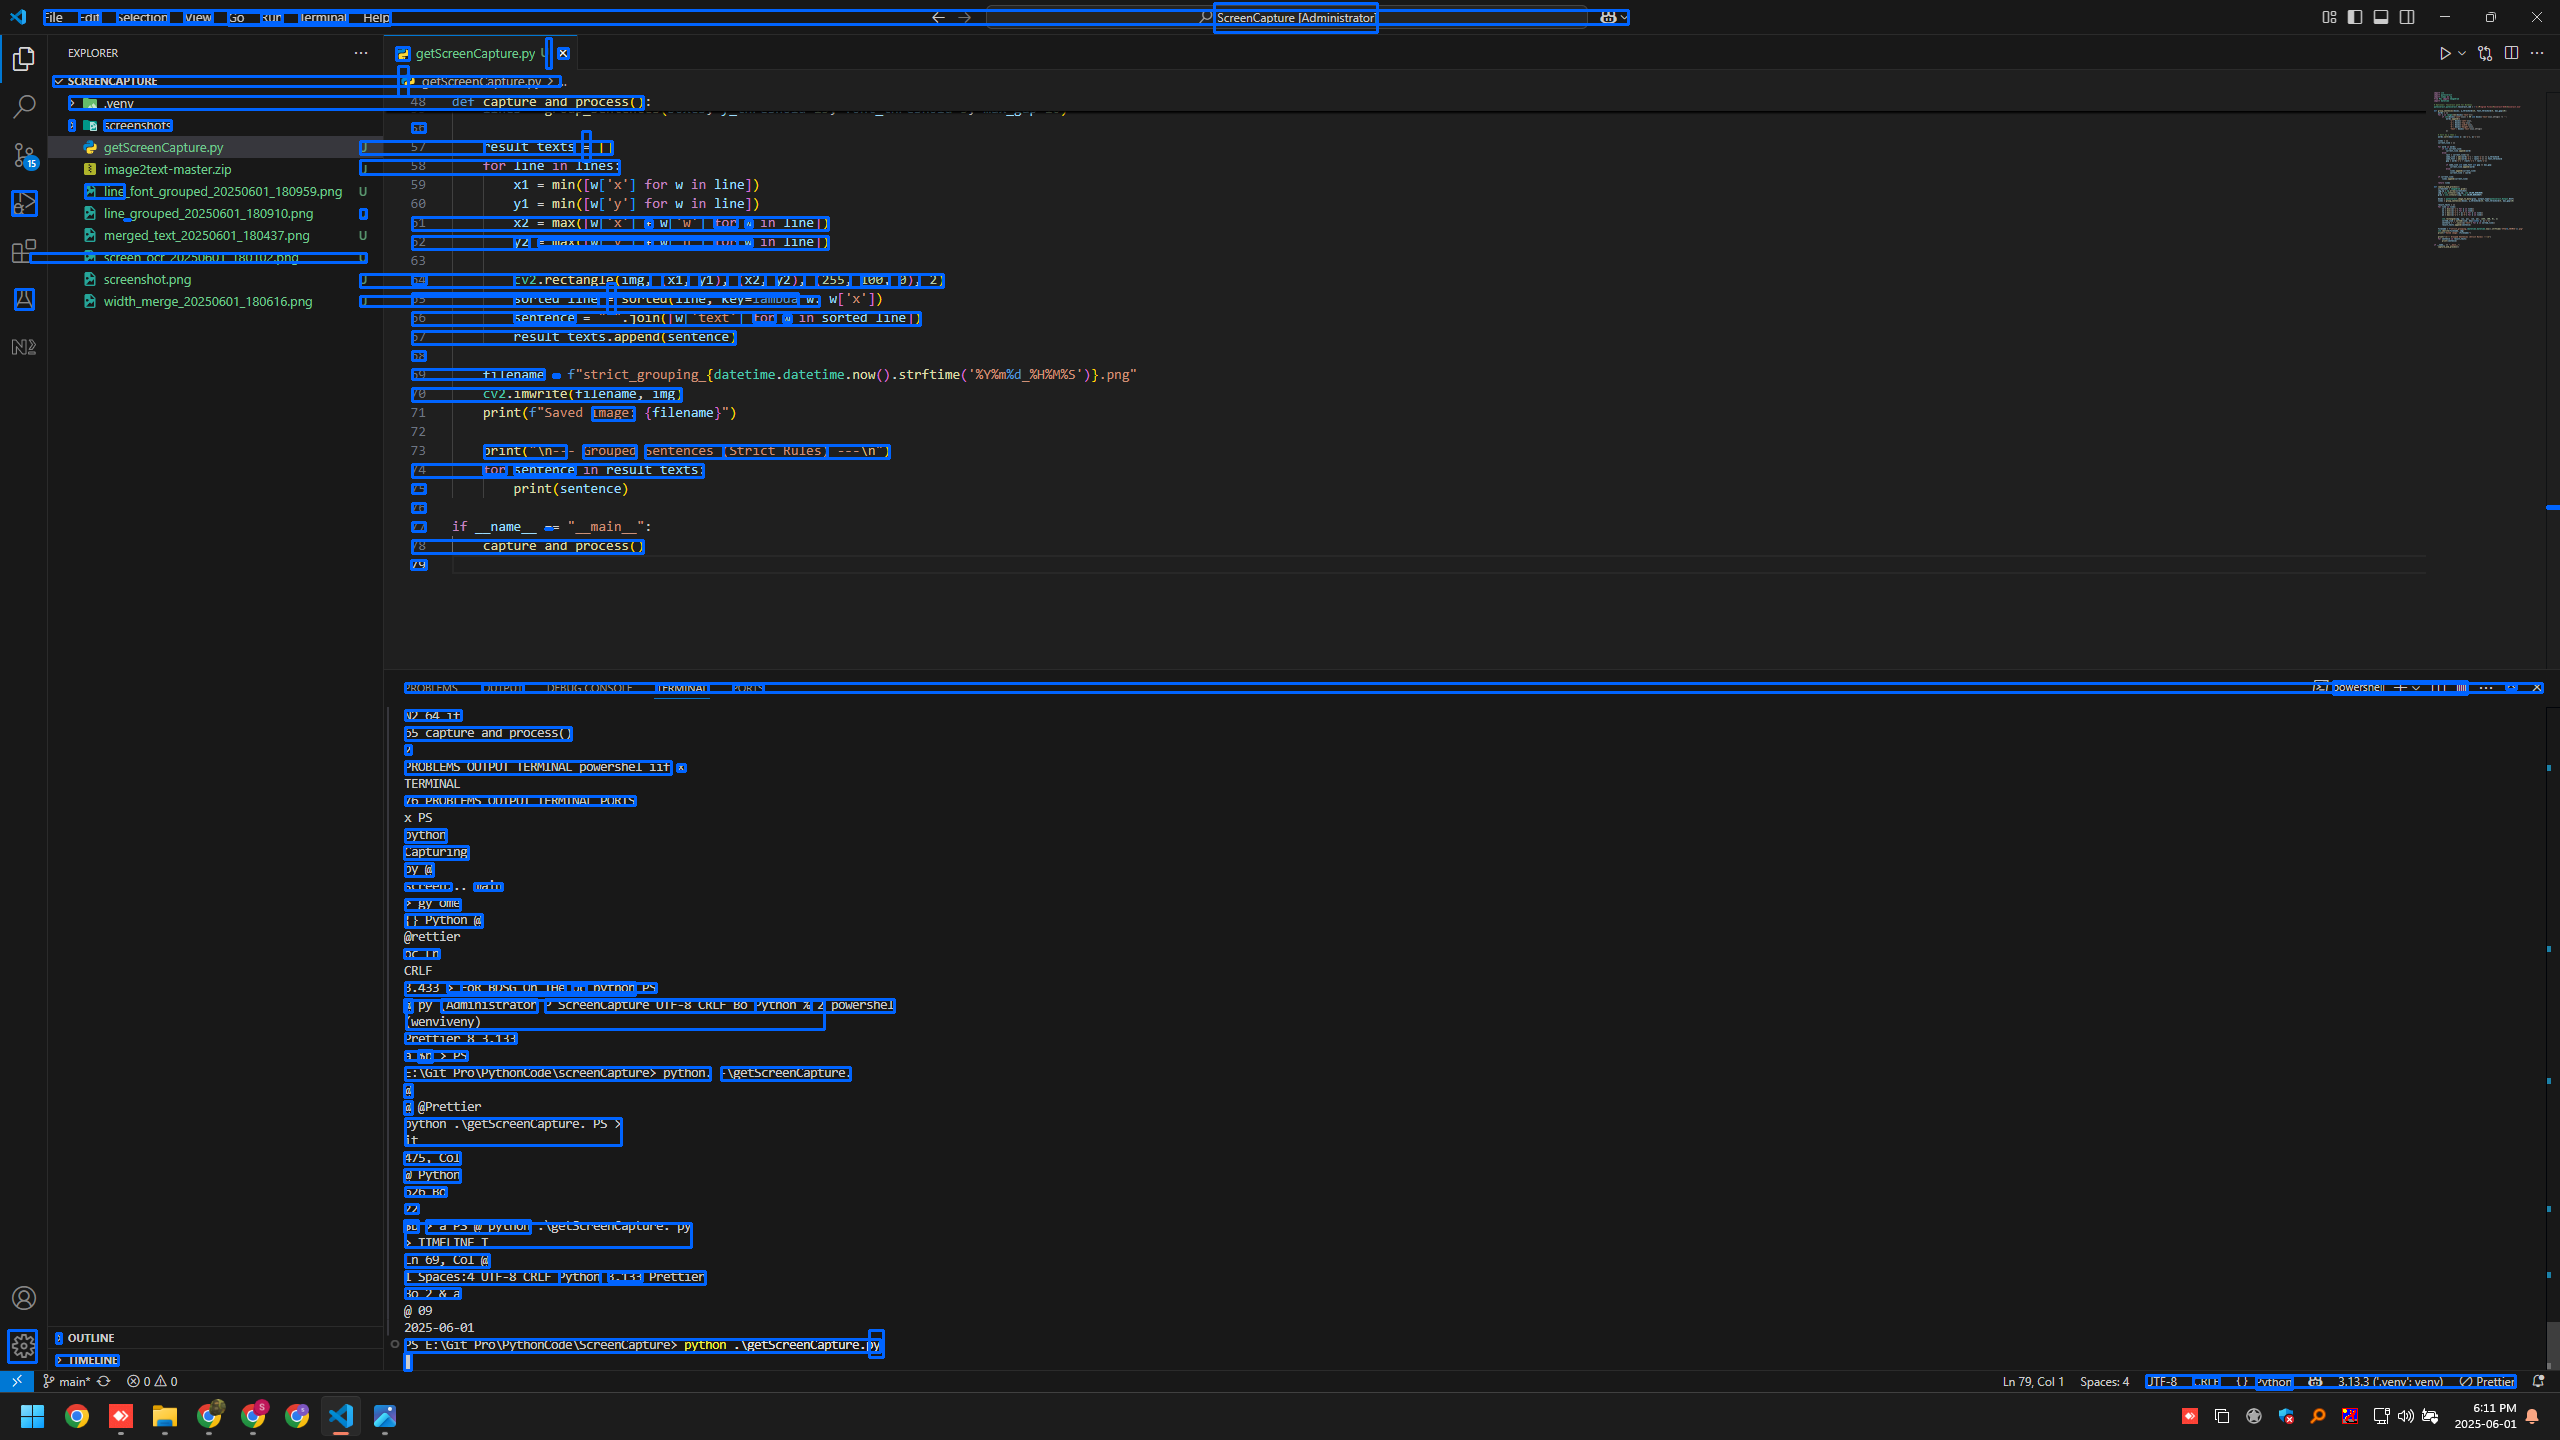 File Edit Selection View Go Run Terminal Help
ScreenCapture [Administrator]
EXPLORER
SCREENCAPTURE
.venv
screenshots
getScreenCapture.py
image2text-master.zip
line_font_grouped_20250601_180959.png U
line_grouped_20250601_180910.png
merged_text_20250601_180437.png U
screen_ocr_20250601_180102.png U
screenshot.png U
width_merge_20250601_180616.png U
OUTLINE
TIMELINE
getScreenCapture.py U
getScreenCapture.py > ...
48 def capture_and_process():
56
57 result_texts = []
58 for line in lines:
59 x1 = min([w['x'] for w in line])
60 y1 = min([w['y'] for w in line])
61 x2 = max([w['x'] + w['w'] for w in line])
62 y2 = max([w['y'] + w['h'] for w in line])
63
64 cv2.rectangle(img, (x1, y1), (x2, y2), (255, 100, 0), 2)
65 sorted_line = sorted(line, key=lambda w: w['x'])
66 sentence = " ".join([w['text'] for w in sorted_line])
67 result_texts.append(sentence)
68
69 filename = f"strict_grouping_{datetime.datetime.now().strftime('%Y%m%d_%H%M%S')}.png"
70 cv2.imwrite(filename, img)
71 print(f"Saved image: {filename}")
72
73 print("\n--- Grouped Sentences (Strict Rules) ---\n")
74 for sentence in result_texts:
75 print(sentence)
76
77 if __name__ == "__main__":
78 capture_and_process()
79
PROBLEMS OUTPUT DEBUG CONSOLE TERMINAL PORTS
powershell
N2 64 if
65 capture and process()
PROBLEMS OUTPUT TERMINAL powershel iif
TERMINAL
76 PROBLEMS OUTPUT TERMINAL PORTS
x PS
python
Capturing
py @
screen... main
> gy ome
{} Python @
@rettier
pc Ln
CRLF
3.433 > FoR BDSG On THe pc python PS
@ py [Administrator P ScreenCapture UTF-8 CRLF Bo Python % 2 powershel
(wenviveny)
Prettier 8 3.133
a %b > PS
E:\Git Pro\PythonCode\screenCapture> python. -\getScreenCapture.
@
@ @Prettier
python .\getScreenCapture. PS >
it
475, Col
@ Python
526 Bo
22
%b > a PS @ python .\getScreenCapture. py
> TIMELINE T
Ln 69, Col @
I Spaces:4 UTF-8 CRLF Python 3.133 Prettier
Bo 2 & a
@ 09
2025-06-01
PS E:\Git Pro\PythonCode\ScreenCapture> python .\getScreenCapture.py
main* 0 0
Ln 79, Col 1 Spaces: 4 UTF-8 CRLF {} Python 3.13.3 ('.venv': venv) Prettier
15
6:11 PM
2025-06-01